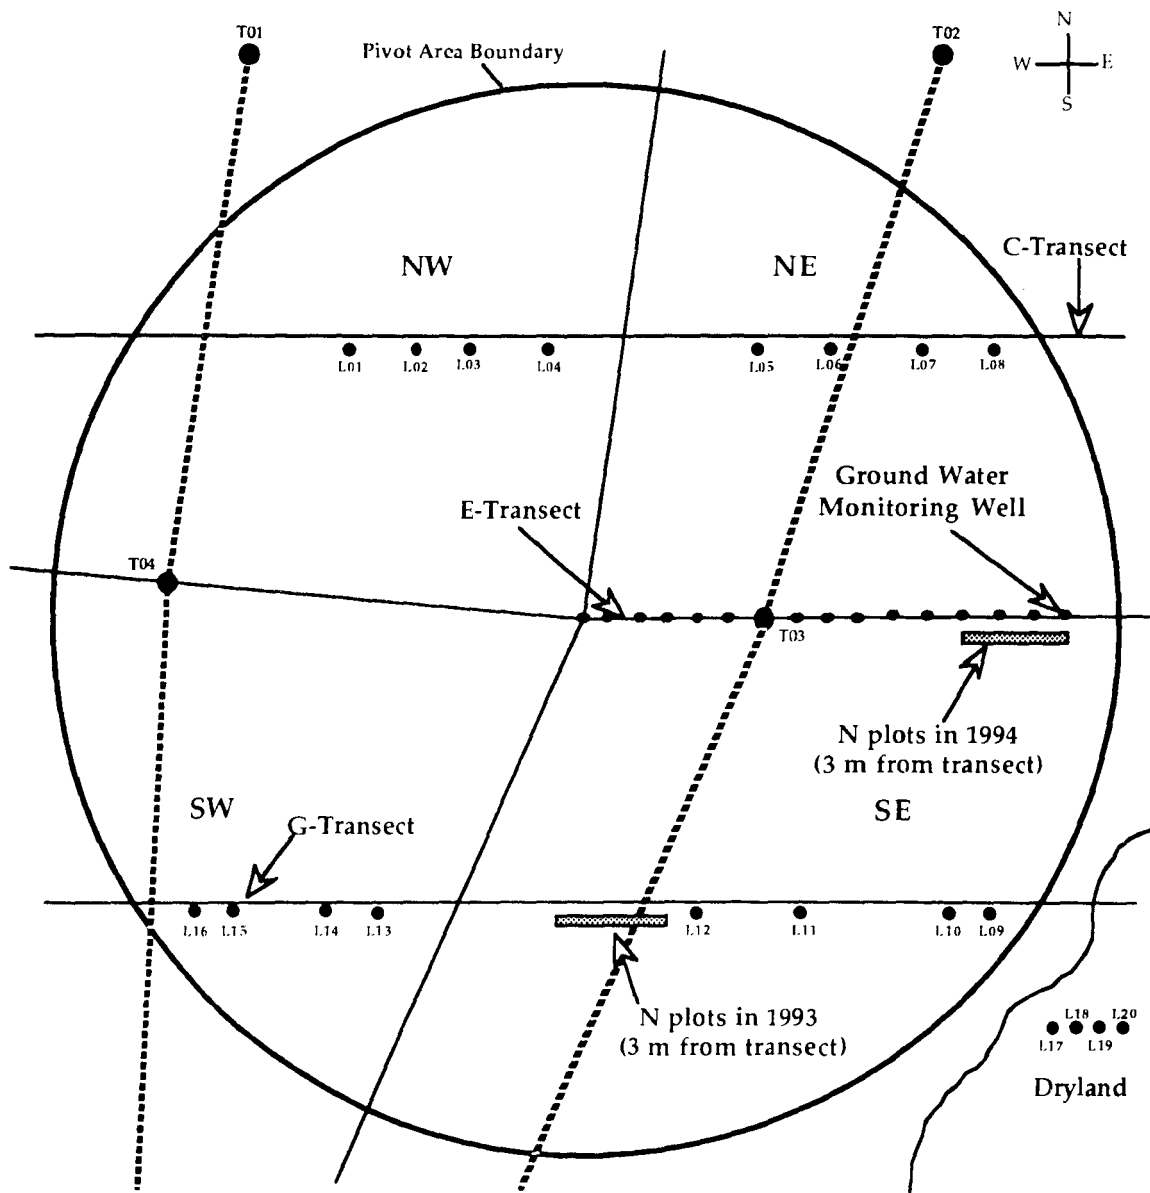 T01
T02
N
Pivot Area Boundary
W
E
S
NW
NE
C-Transect
L01
L02
L03
L04
L05
L06
L07
L08
Ground Water
Monitoring Well
E-Transect
T04
T03
N plots in 1994
(3 m from transect)
SW
SE
G-Transect
L16
L15
L14
L13
L12
L11
L10
L09
N plots in 1993
(3 m from transect)
L18
L20
L17
L19
Dryland